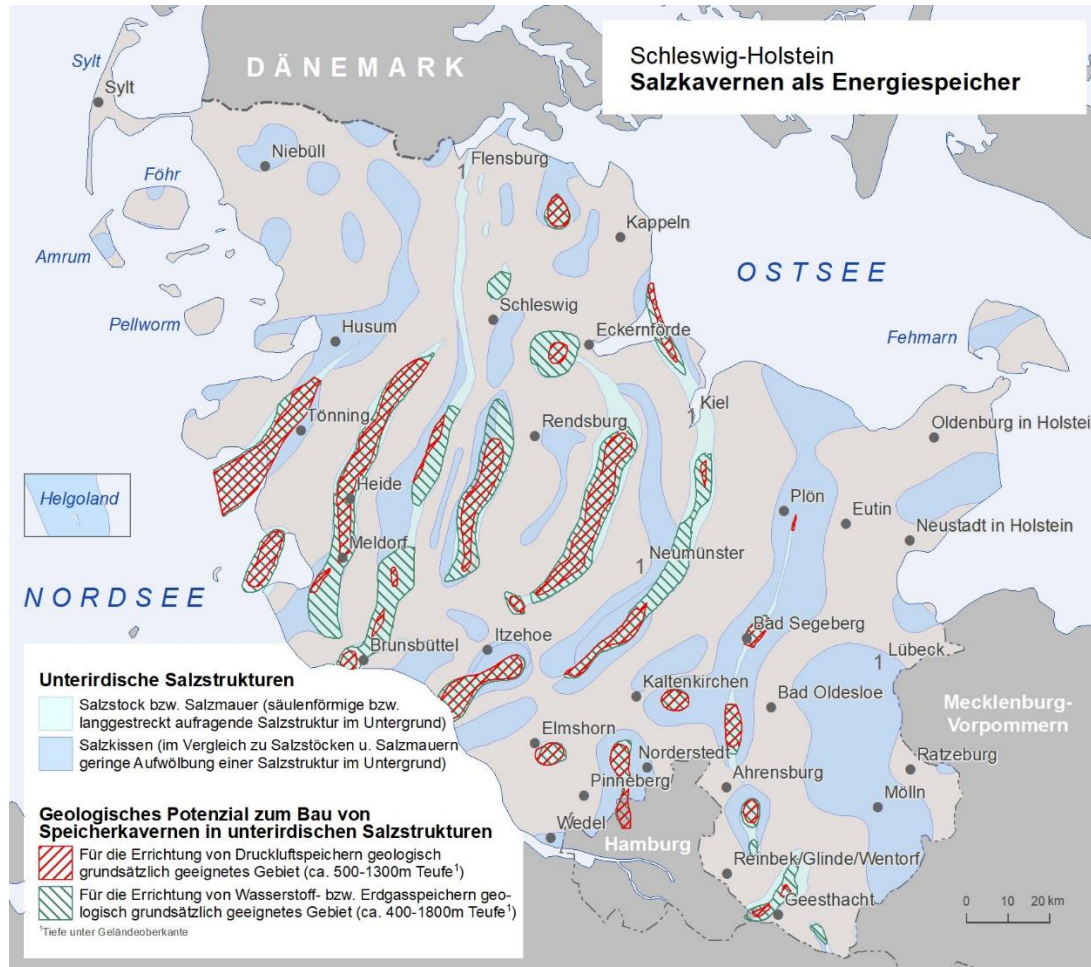 Schleswig-Holstein
Salzkavernen als Energiespeicher
DÄNEMARK
Sylt
Sylt
Niebüll
1 Flensburg
Föhr
Kappeln
Amrum
OSTSEE
Pellworm
Schleswig
Husum
Eckernförde
Fehmarn
Kiel
1
Tönning
Rendsburg
Oldenburg in Holstein
Helgoland
Heide
Plön
Eutin
Neustadt in Holstein
Meldorf
Neumünster
1
NORDSEE
Bad Segeberg
Itzehoe
Brunsbüttel
Lübeck
1
Kaltenkirchen
Bad Oldesloe
Mecklenburg-
Vorpommern
Elmshorn
Norderstedt
Ratzeburg
Pinneberg
Ahrensburg
Mölln
Wedel
Hamburg
Reinbek/Glinde/Wentorf
Geesthacht
0 10 20 km
Unterirdische Salzstrukturen
Salzstock bzw. Salzmauer (säulenförmige bzw.
langgestreckt aufragende Salzstruktur im Untergrund)
Salzkissen (im Vergleich zu Salzstöcken u. Salzmauern
geringe Aufwölbung einer Salzstruktur im Untergrund)
Geologisches Potenzial zum Bau von
Speicherkavernen in unterirdischen Salzstrukturen
Für die Errichtung von Druckluftspeichern geologisch
grundsätzlich geeignetes Gebiet (ca. 500-1300m Teufe¹)
Für die Errichtung von Wasserstoff- bzw. Erdgasspeichern geo-
logisch grundsätzlich geeignetes Gebiet (ca. 400-1800m Teufe¹)
¹Tiefe unter Geländeoberkante